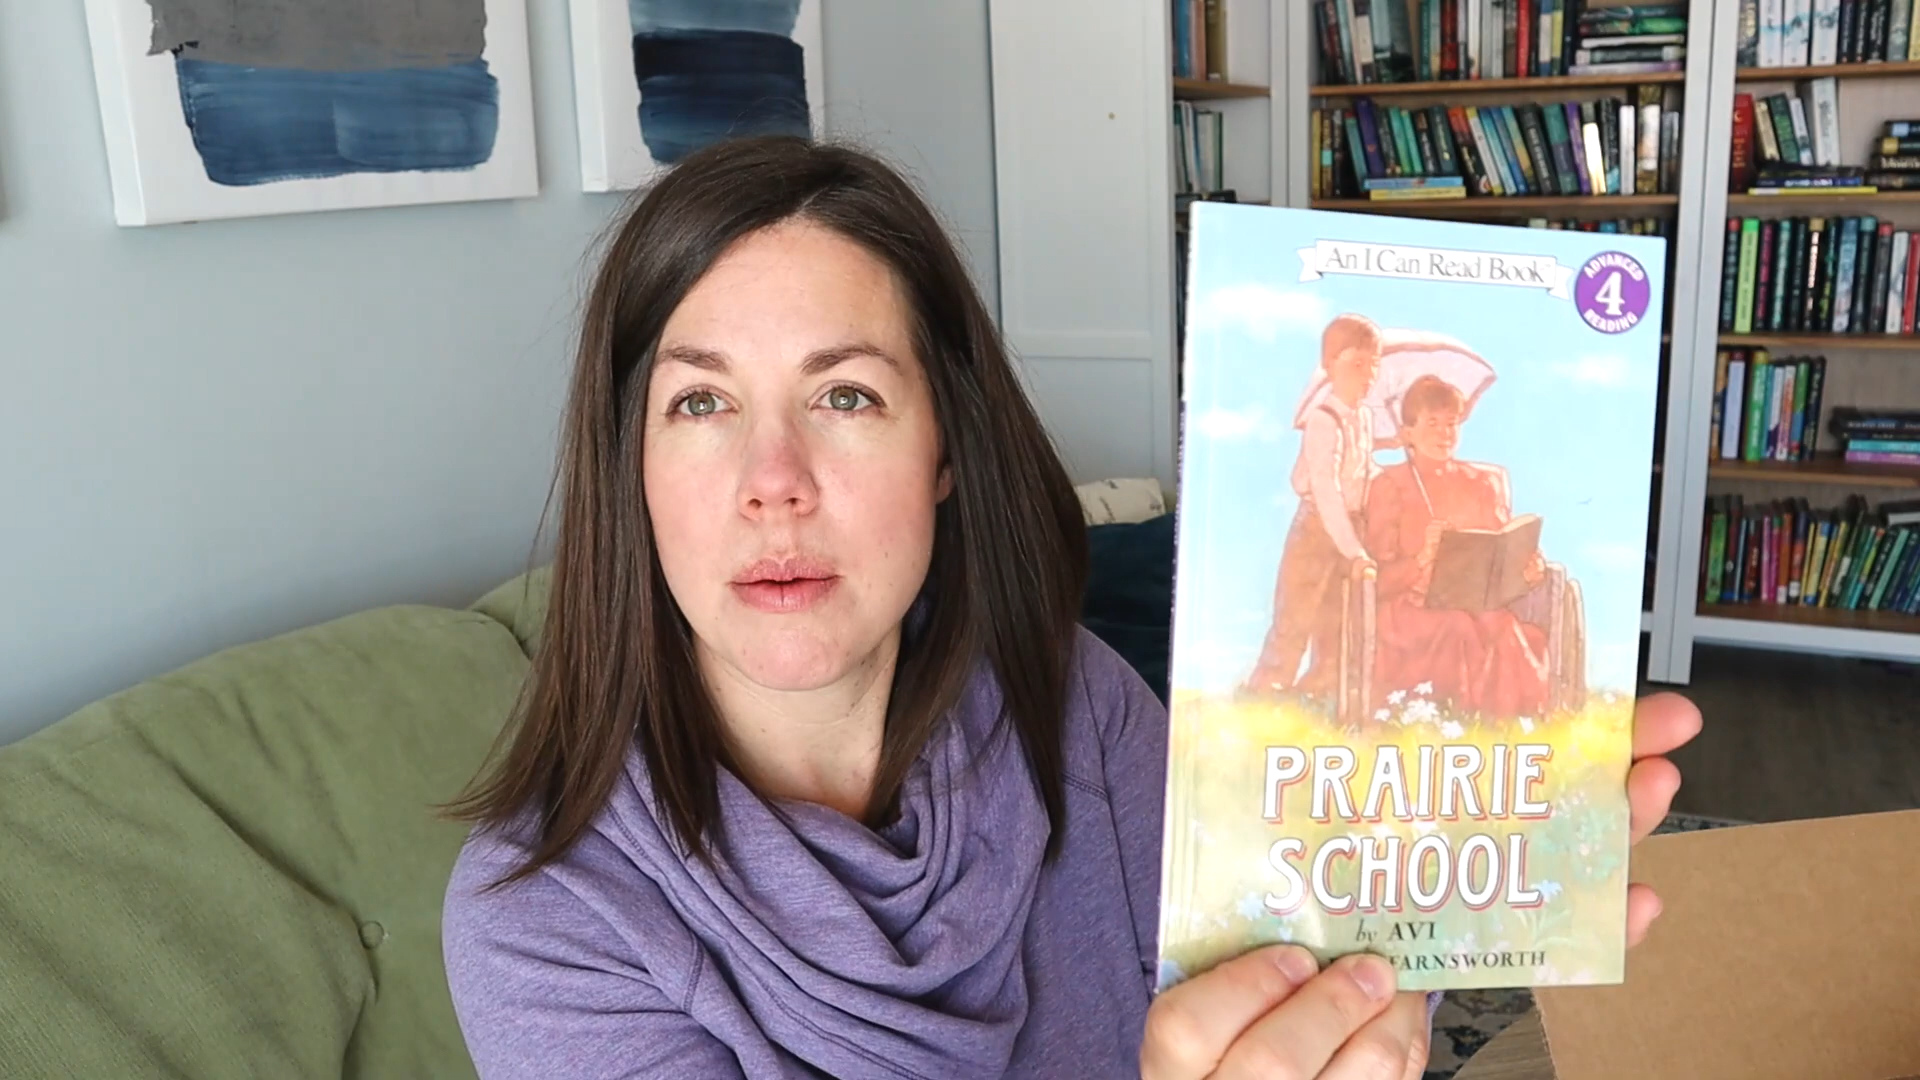 An I Can Read Book
ADVANCED
4
READING
PRAIRIE
SCHOOL
by AVI
FARNSWORTH